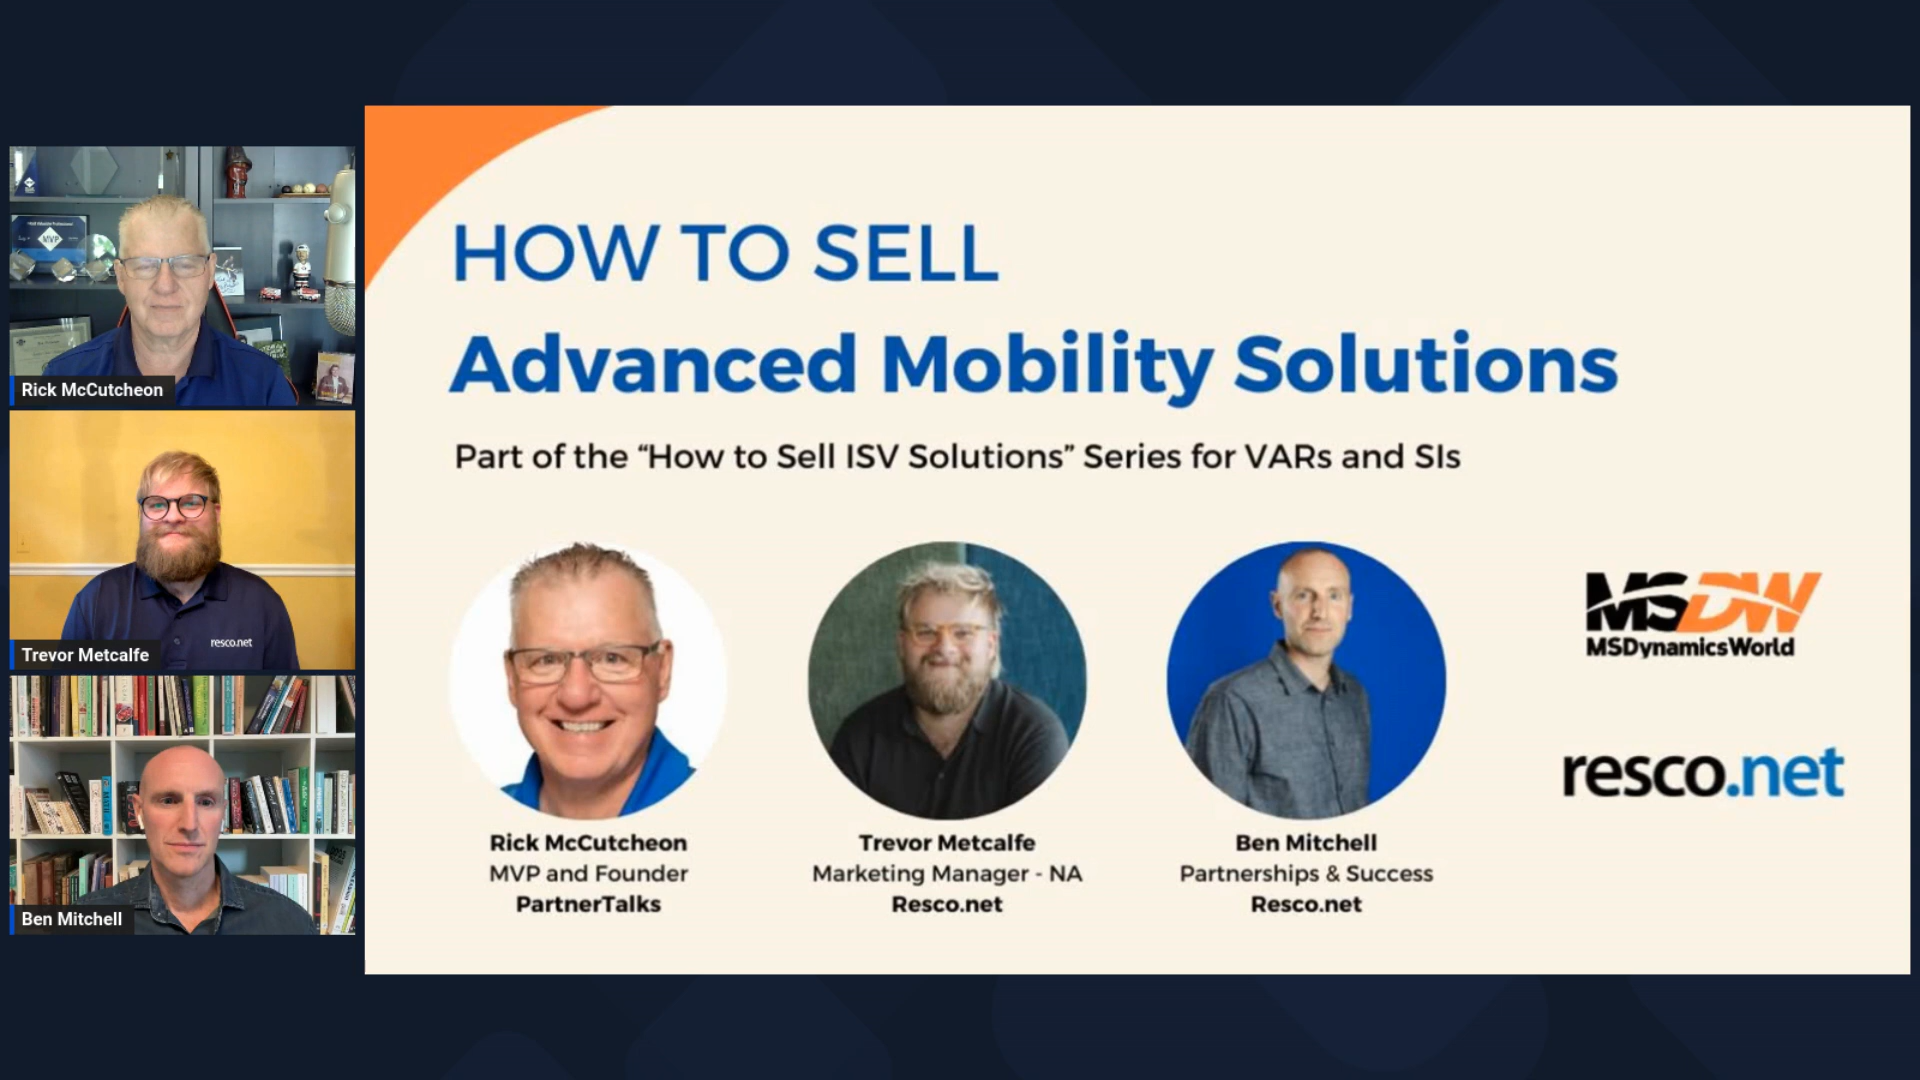 MVP
Rick McCutcheon
resco.net
Trevor Metcalfe
Ben Mitchell
HOW TO SELL
Advanced Mobility Solutions
Part of the “How to Sell ISV Solutions” Series for VARs and SIs
Rick McCutcheon
MVP and Founder
PartnerTalks
Trevor Metcalfe
Marketing Manager - NA
Resco.net
Ben Mitchell
Partnerships & Success
Resco.net
MSDW
MSDynamicsWorld
resco.net